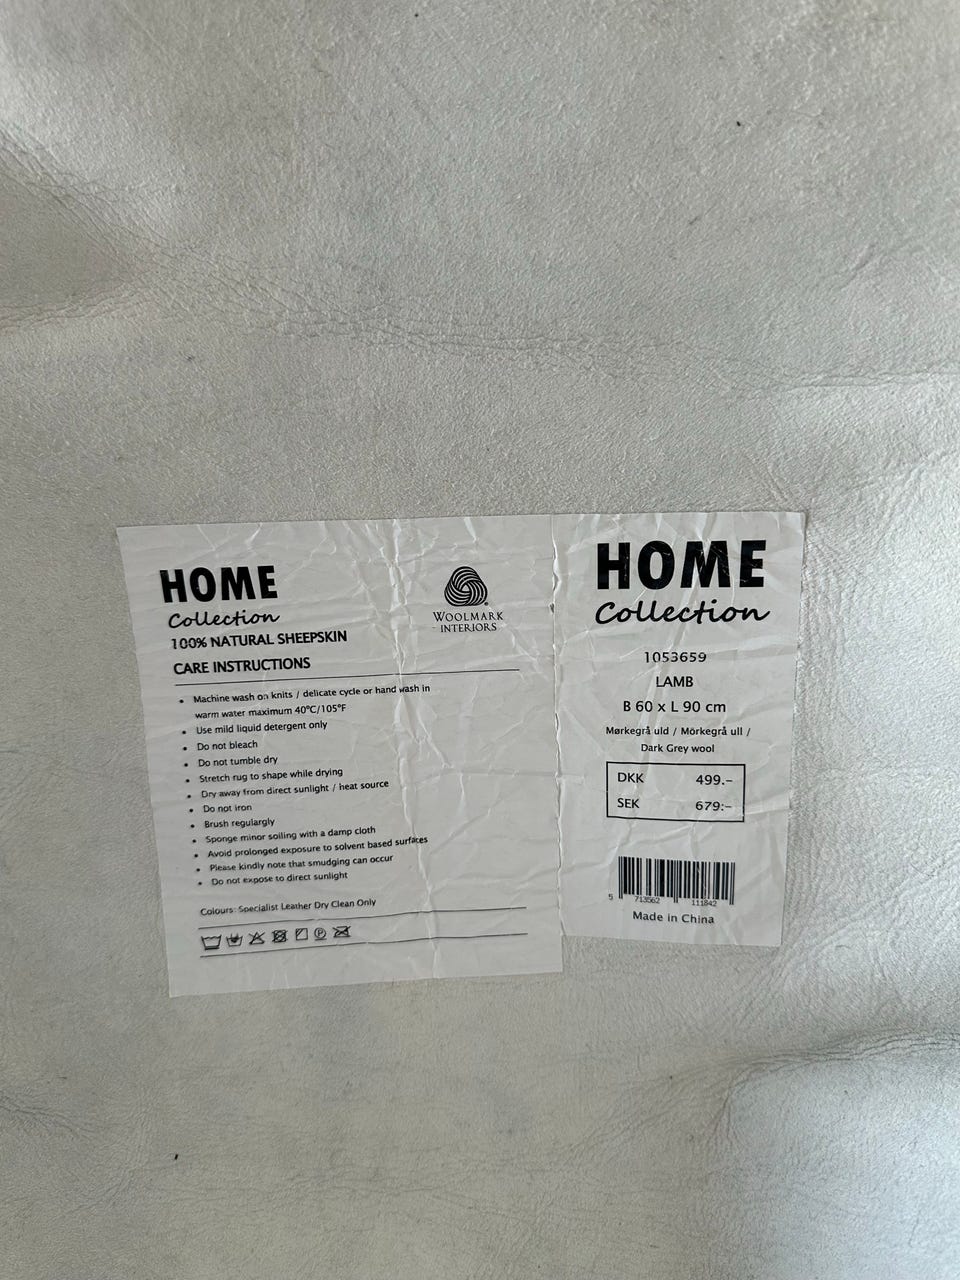 HOME
Collection
100% NATURAL SHEEPSKIN
CARE INSTRUCTIONS
WOOLMARK
INTERIORS
• Machine wash on knits / delicate cycle or hand wash in
warm water maximum 40°C/105°F
• Use mild liquid detergent only
• Do not bleach
• Do not tumble dry
• Stretch rug to shape while drying
• Dry away from direct sunlight / heat source
• Do not iron
• Brush regulargly
• Sponge minor soiling with a damp cloth
• Avoid prolonged exposure to solvent based surfaces
• Please kindly note that smudging can occur
• Do not expose to direct sunlight
Colours: Specialist Leather Dry Clean Only
P
HOME
Collection
1053659
LAMB
B 60 x L 90 cm
Mørkegrå uld / Mörkegrå ull /
Dark Grey wool
DKK 499.-
SEK 679:-
5 713562 111842
Made in China